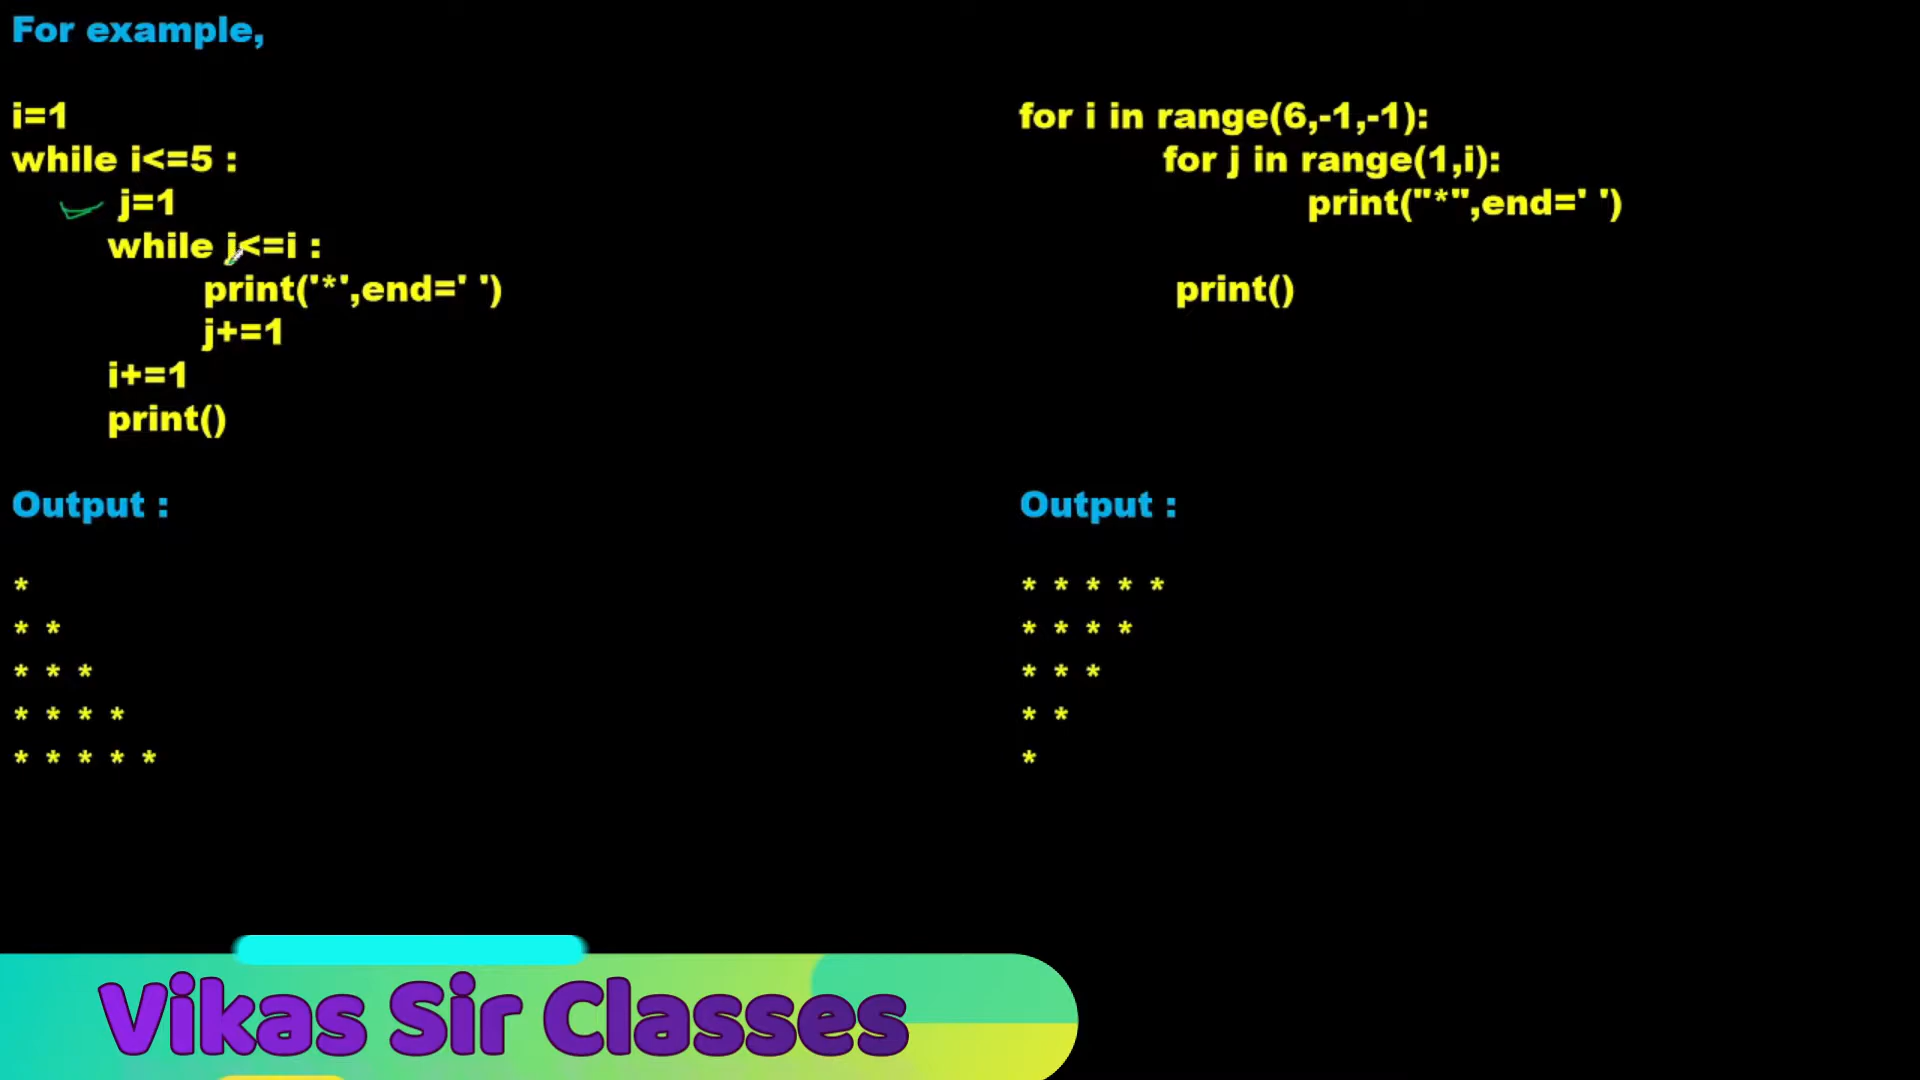 For example,
i=1
while i<=5 :
j=1
while j<=i :
print('*',end=' ')
j+=1
i+=1
print()
Output :
*
* *
* * *
* * * *
* * * * *
for i in range(6,-1,-1):
for j in range(1,i):
print("*",end=' ')
print()
Output :
* * * * *
* * * *
* * *
* *
*
Vikas Sir Classes